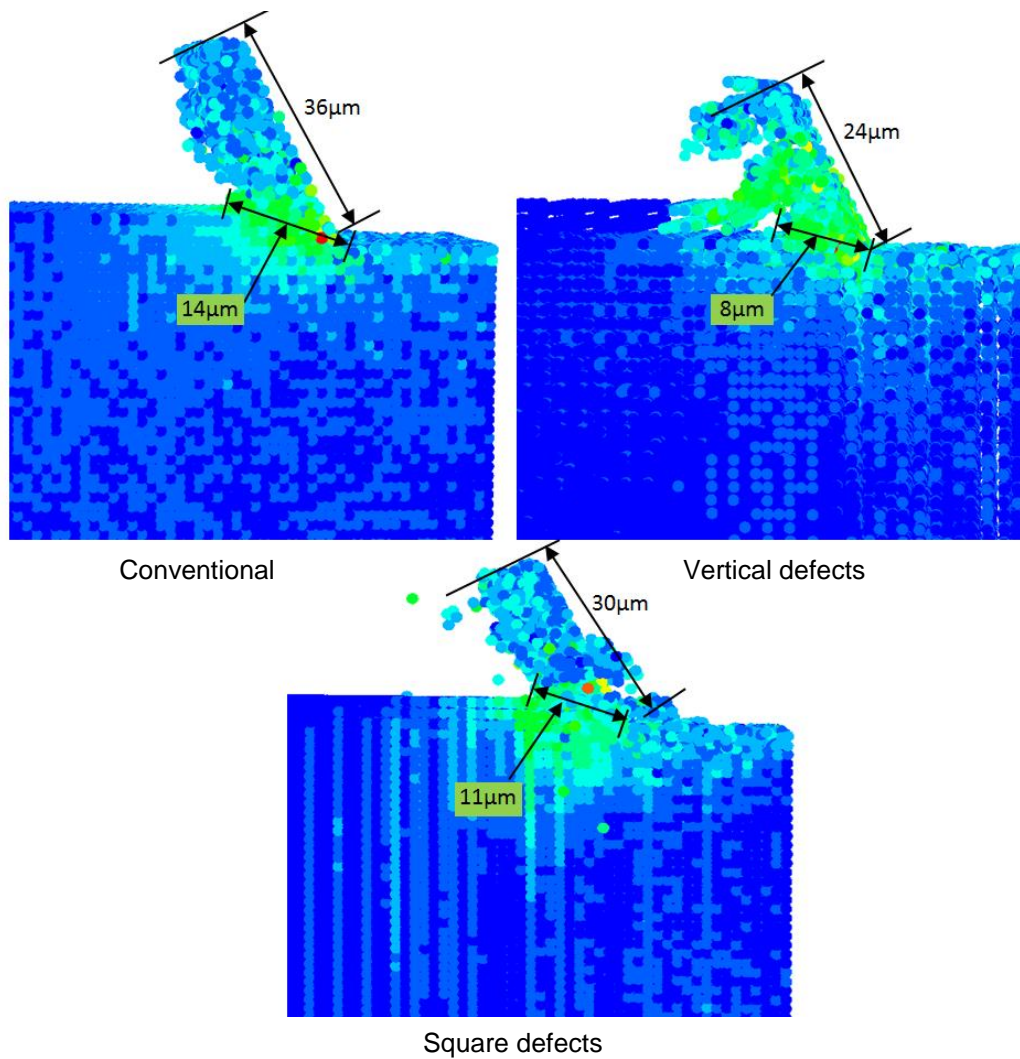 36µm
14µm
Conventional
24µm
8µm
Vertical defects
30µm
11µm
Square defects